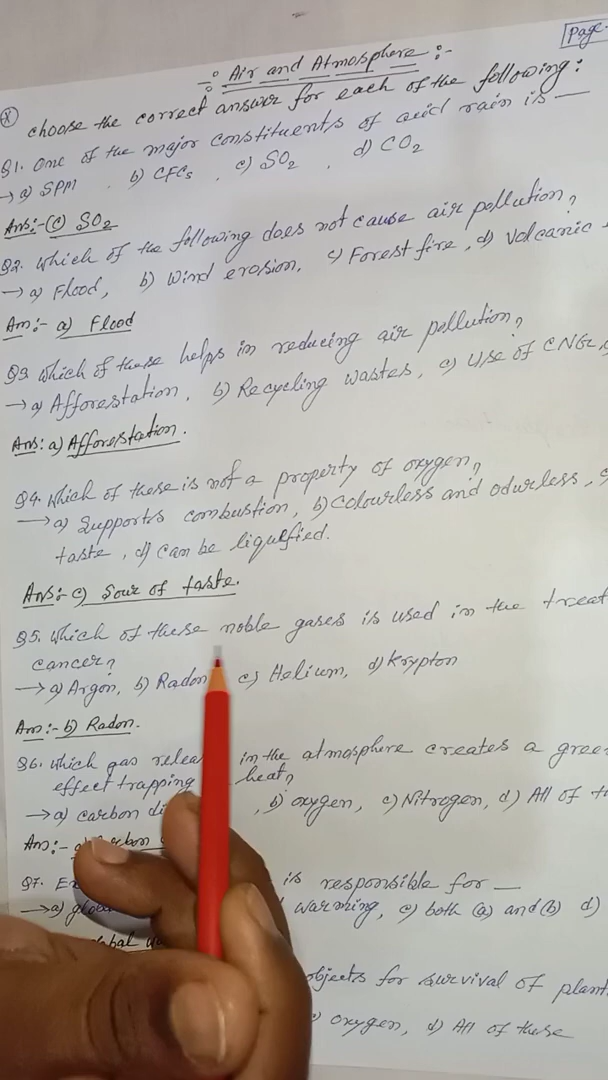 Page-
Air and Atmosphere :-
choose the correct answer for each of the following:
Q1. One of the major constituents of acid rain is —
→ a) SPM . b) CFCs , c) SO2 , d) CO2
Ans:-(c) SO2
Q2. Which of the following does not cause air pollution?
→ a) Flood, b) Wind erosion, c) Forest fire, d) Volcanic
Ans:- a) Flood
Q3 Which of these helps in reducing air pollution?
→ a) Afforestation, b) Recycling wastes, c) Use of CNG,
Ans: a) Afforestation.
Q4. Which of these is not a property of oxygen?
→ a) Supports combustion, b) Colourless and odurless,
taste, d) can be liquified.
Ans:- c) Sour of taste.
Q5. Which of these noble gases is used in the treat
cancer?
→ a) Argon, b) Radon c) Helium, d) Krypton
Ans:- b) Radon.
Q6. Which gas relea in the atmosphere creates a gree
effect trapping heat?
→ a) carbon di , b) oxygen, c) Nitrogen, d) All of t
Ans:-
Q7. is responsible for —
→ a) warming, c) both (a) and (b) d)
objects for survival of plant
oxygen, d) All of these